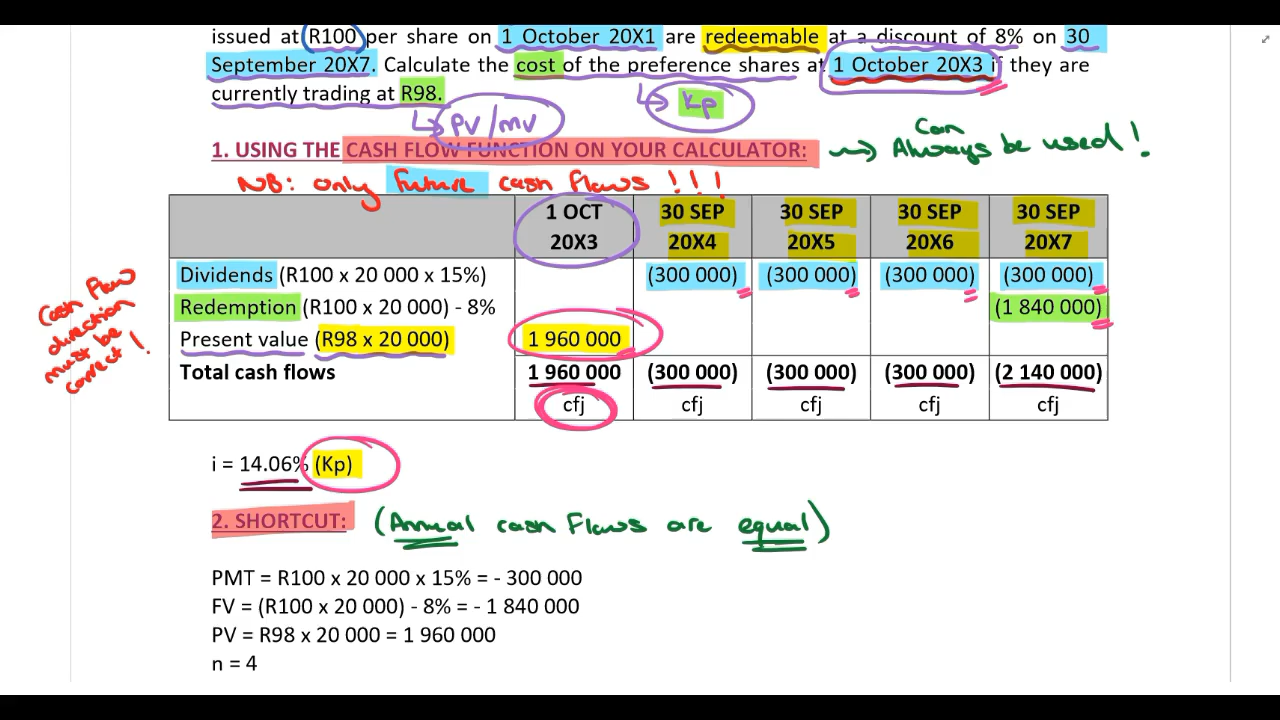 issued at R100 per share on 1 October 20X1 are redeemable at a discount of 8% on 30
September 20X7. Calculate the cost of the preference shares at 1 October 20X3 if they are
currently trading at R98.
Kp
PV/MV
1. USING THE CASH FLOW FUNCTION ON YOUR CALCULATOR:
Can
Always be used!
NB: only future cash flows!!!
1 OCT 30 SEP 30 SEP 30 SEP 30 SEP
20X3 20X4 20X5 20X6 20X7
Cash flow
direction
must be
correct!
Dividends (R100 x 20 000 x 15%) (300 000) (300 000) (300 000) (300 000)
Redemption (R100 x 20 000) - 8% (1 840 000)
Present value (R98 x 20 000) 1 960 000
Total cash flows 1 960 000 (300 000) (300 000) (300 000) (2 140 000)
cfj cfj cfj cfj cfj
i = 14.06% (Kp)
2. SHORTCUT: (Annual cash flows are equal)
PMT = R100 x 20 000 x 15% = - 300 000
FV = (R100 x 20 000) - 8% = - 1 840 000
PV = R98 x 20 000 = 1 960 000
n = 4